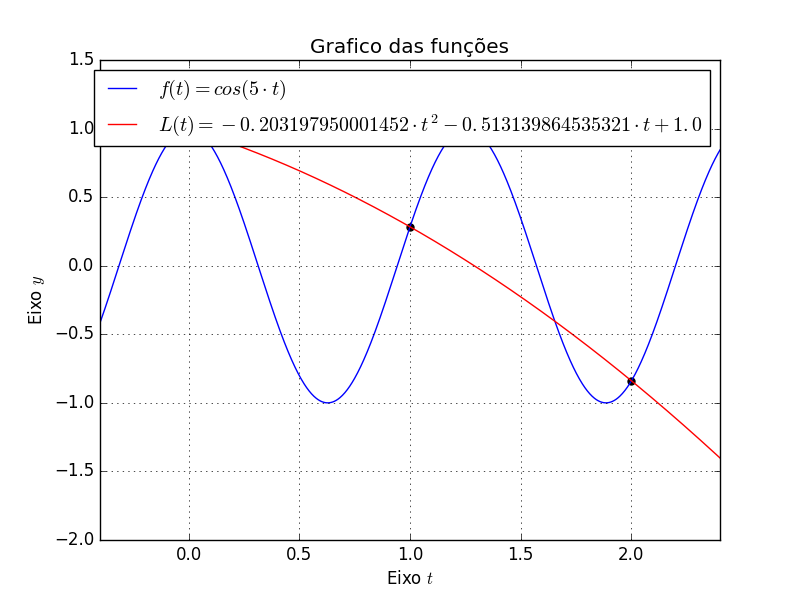 Grafico das funções
f(t) = cos(5 · t)
L(t) = −0.203197950001452 · t² − 0.513139864535321 · t + 1.0
1.5
1.0
0.5
0.0
−0.5
−1.0
−1.5
−2.0
Eixo y
0.0 0.5 1.0 1.5 2.0
Eixo t